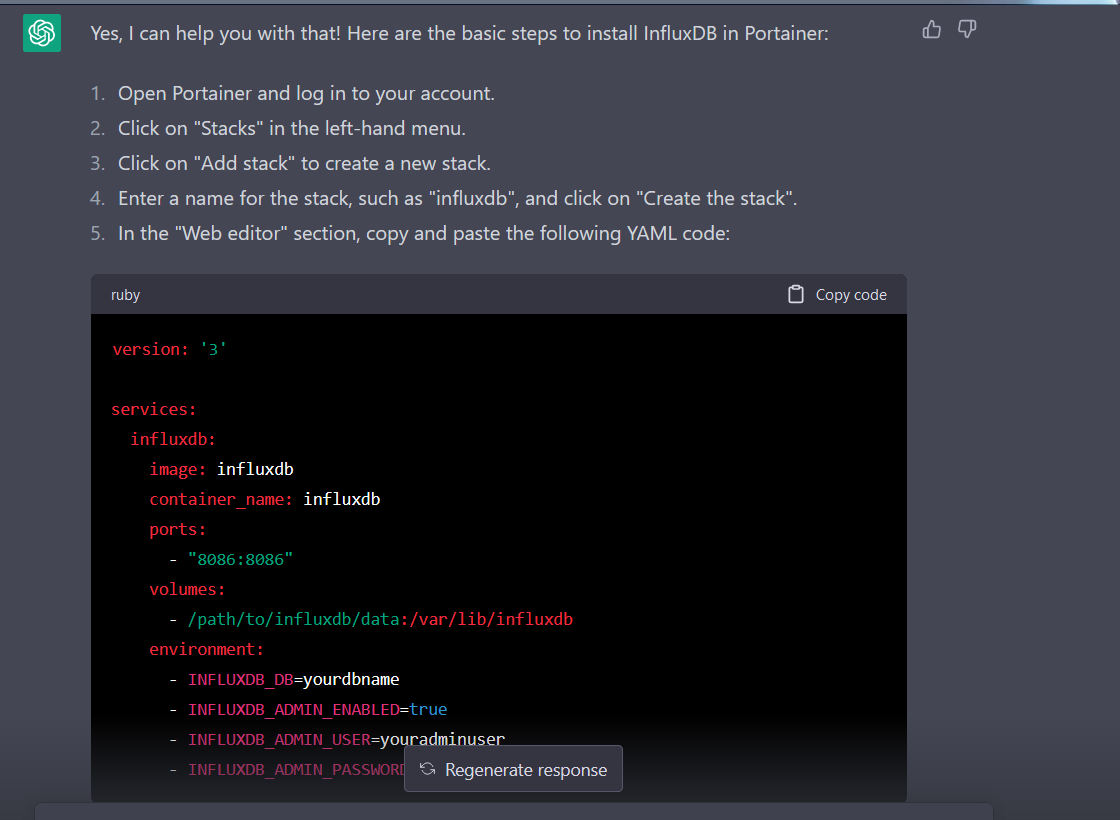 Yes, I can help you with that! Here are the basic steps to install InfluxDB in Portainer:
1. Open Portainer and log in to your account.
2. Click on "Stacks" in the left-hand menu.
3. Click on "Add stack" to create a new stack.
4. Enter a name for the stack, such as "influxdb", and click on "Create the stack".
5. In the "Web editor" section, copy and paste the following YAML code:
ruby
Copy code
version: '3'
services:
influxdb:
image: influxdb
container_name: influxdb
ports:
- "8086:8086"
volumes:
- /path/to/influxdb/data:/var/lib/influxdb
environment:
- INFLUXDB_DB=yourdbname
- INFLUXDB_ADMIN_ENABLED=true
- INFLUXDB_ADMIN_USER=youradminuser
- INFLUXDB_ADMIN_PASSWORD
Regenerate response